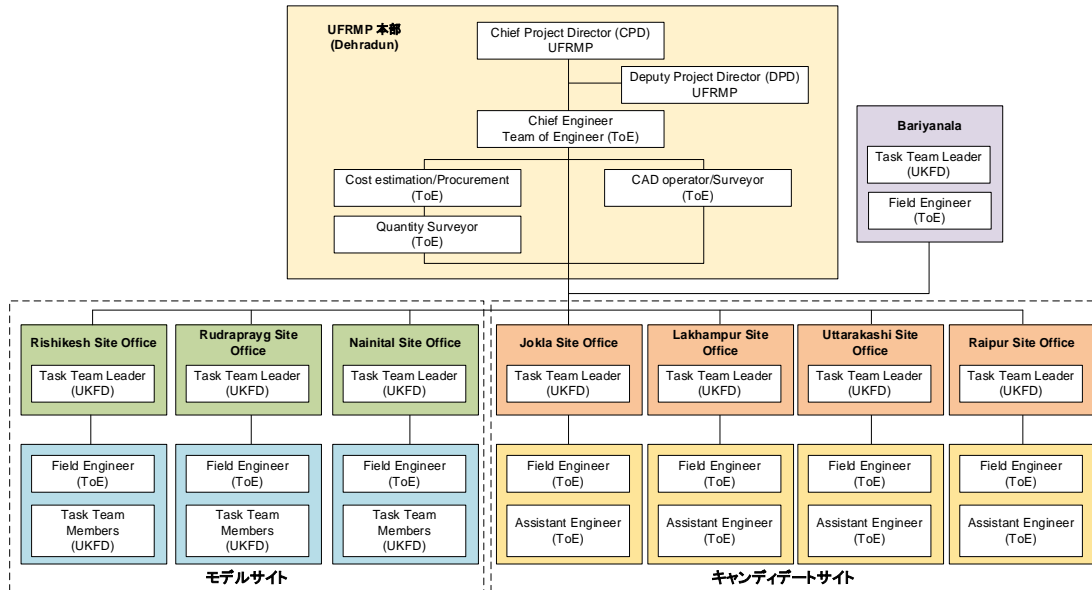 UFRMP 本部
(Dehradun)
Chief Project Director (CPD)
UFRMP
Deputy Project Director (DPD)
UFRMP
Chief Engineer
Team of Engineer (ToE)
Cost estimation/Procurement
(ToE)
CAD operator/Surveyor
(ToE)
Quantity Surveyor
(ToE)
Bariyanala
Task Team Leader
(UKFD)
Field Engineer
(ToE)
Rishikesh Site Office
Task Team Leader
(UKFD)
Rudraprayg Site
Office
Task Team Leader
(UKFD)
Nainital Site Office
Task Team Leader
(UKFD)
Jokla Site Office
Task Team Leader
(UKFD)
Lakhampur Site
Office
Task Team Leader
(UKFD)
Uttarakashi Site
Office
Task Team Leader
(UKFD)
Raipur Site Office
Task Team Leader
(UKFD)
Field Engineer
(ToE)
Task Team
Members
(UKFD)
Field Engineer
(ToE)
Task Team
Members
(UKFD)
Field Engineer
(ToE)
Task Team
Members
(UKFD)
Field Engineer
(ToE)
Assistant Engineer
(ToE)
Field Engineer
(ToE)
Assistant Engineer
(ToE)
Field Engineer
(ToE)
Assistant Engineer
(ToE)
Field Engineer
(ToE)
Assistant Engineer
(ToE)
モデルサイト
キャンディデートサイト